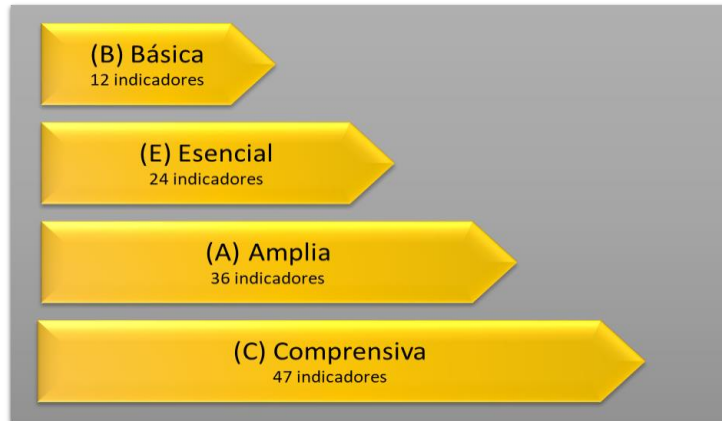 (B) Básica
12 indicadores
(E) Esencial
24 indicadores
(A) Amplia
36 indicadores
(C) Comprensiva
47 indicadores